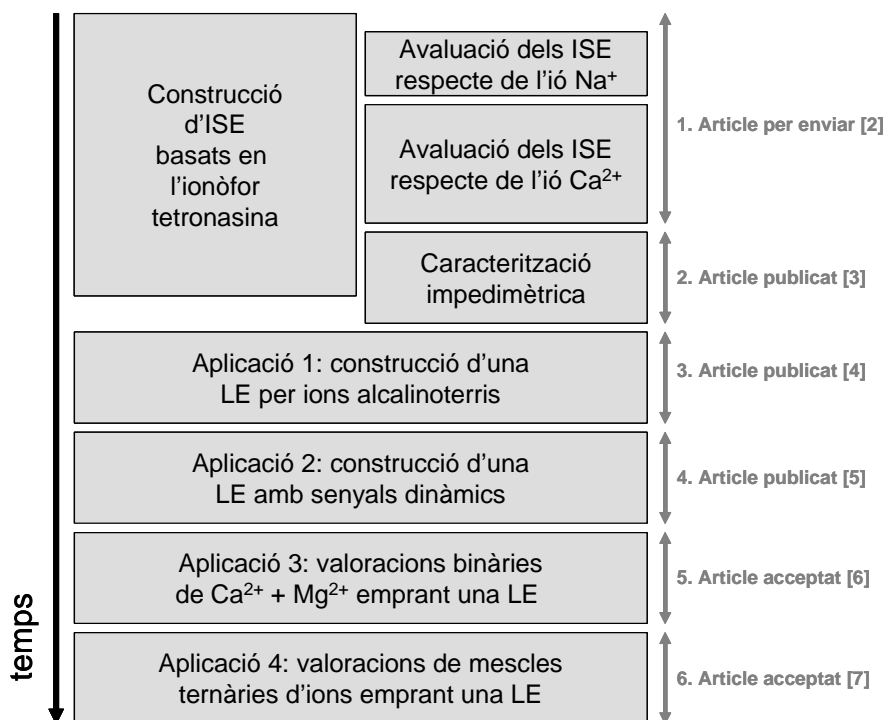 Construcció
d'ISE
basats en
l'ionòfor
tetronasina
Avaluació dels ISE
respecte de l'ió Na⁺
Avaluació dels ISE
respecte de l'ió Ca²⁺
Caracterització
impedimètrica
1. Article per enviar [2]
2. Article publicat [3]
Aplicació 1: construcció d'una
LE per ions alcalinoterris
3. Article publicat [4]
Aplicació 2: construcció d'una
LE amb senyals dinàmics
4. Article publicat [5]
Aplicació 3: valoracions binàries
de Ca²⁺ + Mg²⁺ emprant una LE
5. Article acceptat [6]
Aplicació 4: valoracions de mescles
ternàries d'ions emprant una LE
6. Article acceptat [7]
temps